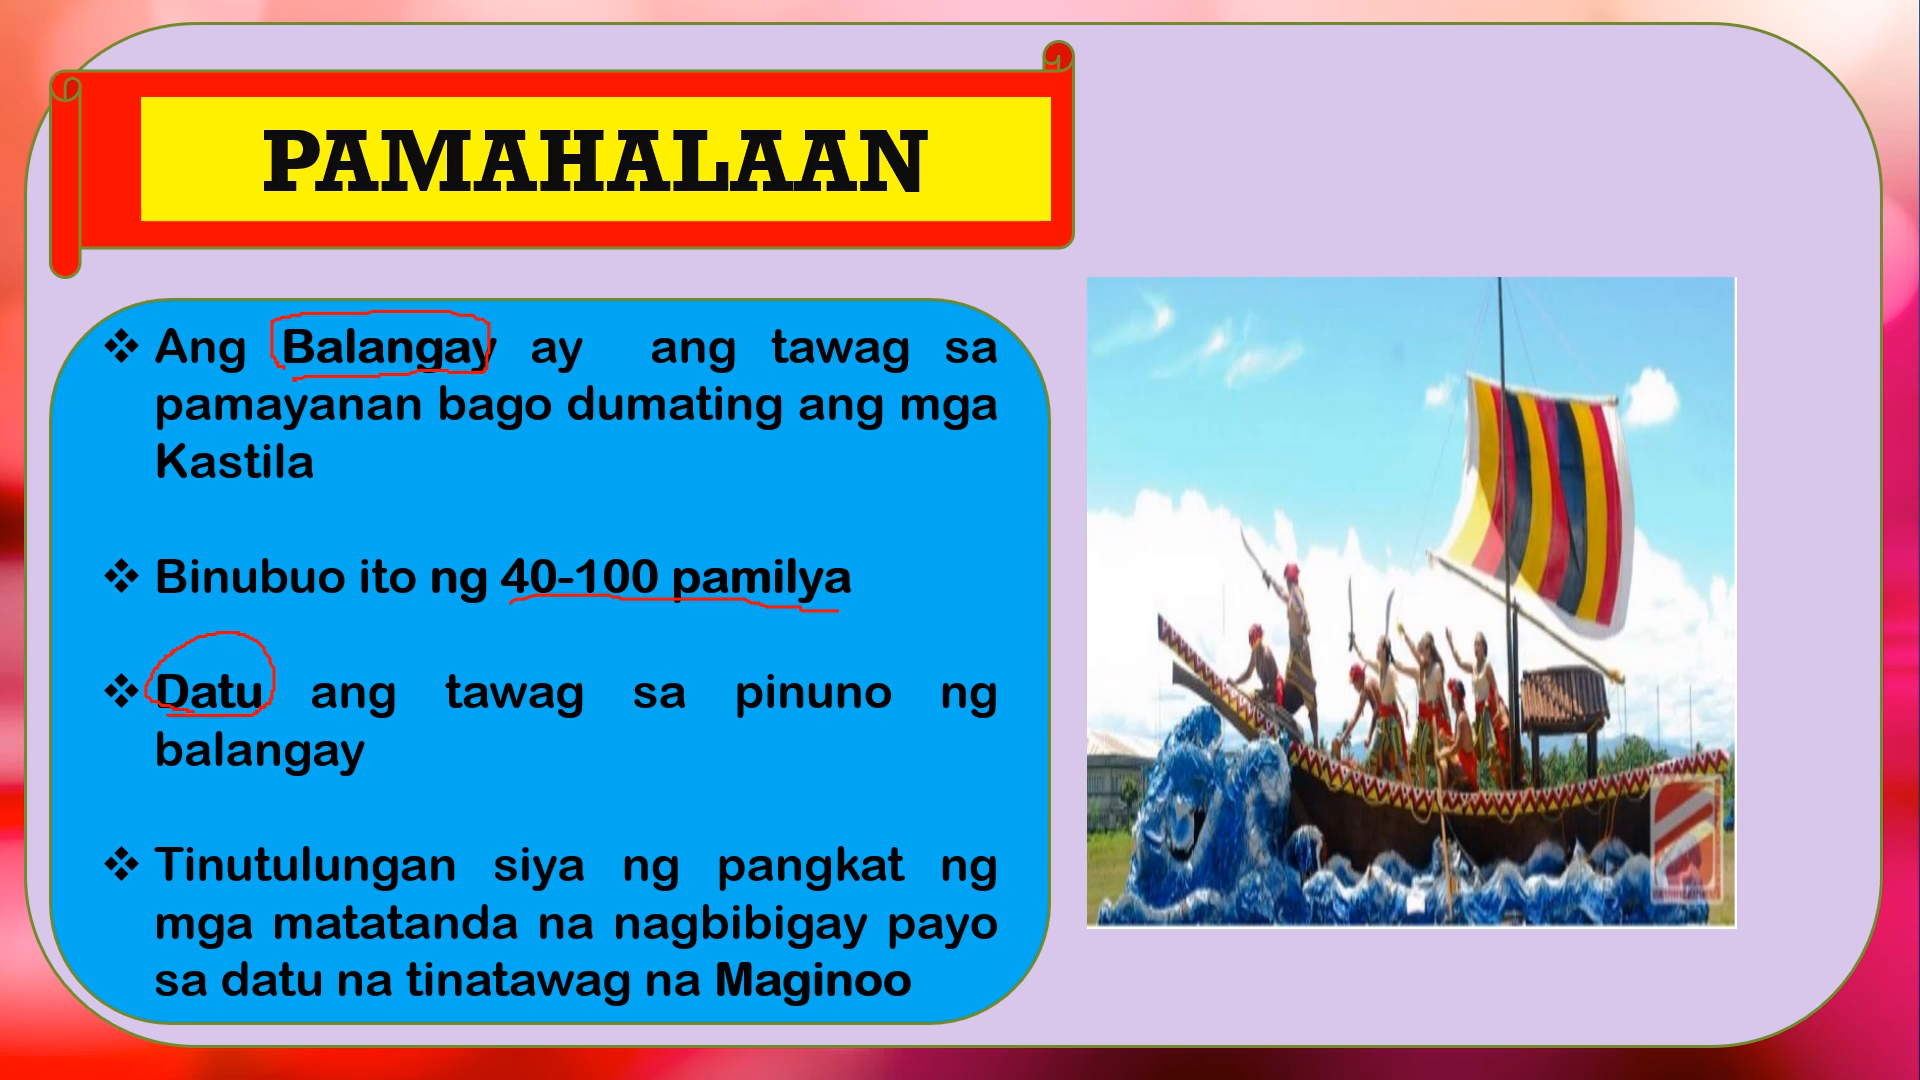 PAMAHALAAN
❖ Ang Balangay ay ang tawag sa
pamayanan bago dumating ang mga
Kastila
❖ Binubuo ito ng 40-100 pamilya
❖ Datu ang tawag sa pinuno ng
balangay
❖ Tinutulungan siya ng pangkat ng
mga matatanda na nagbibigay payo
sa datu na tinatawag na Maginoo